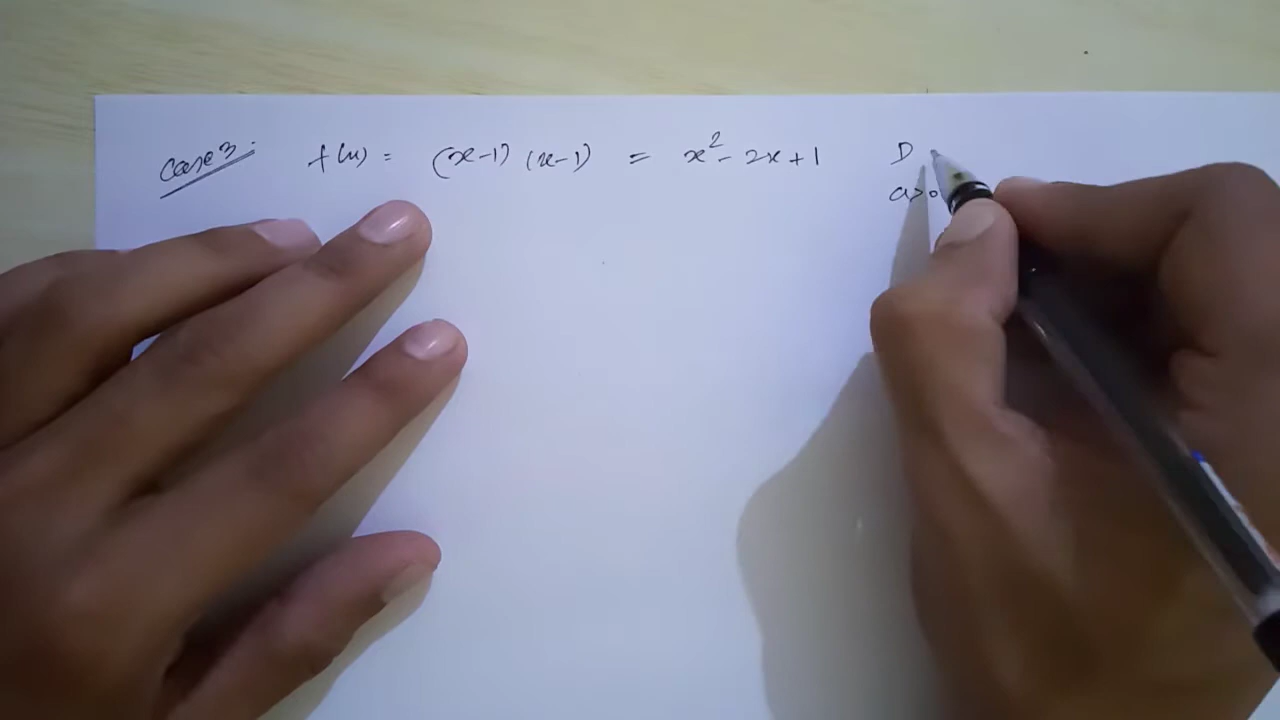 Case 3: f(x) = (x-1) (x-1) = x² - 2x + 1 D
a>0